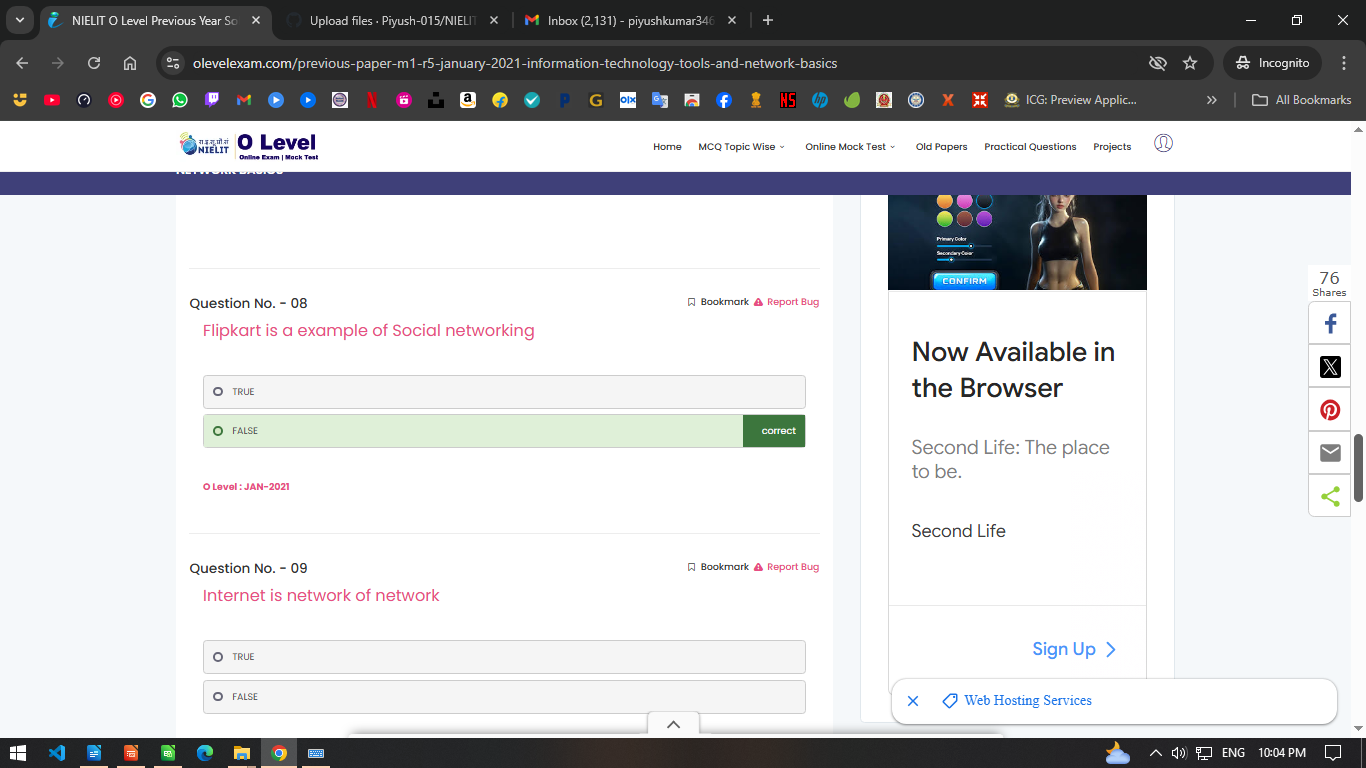 NIELIT O Level Previous Year So
Upload files · Piyush-015/NIELIT
Inbox (2,131) - piyushkumar346
olevelexam.com/previous-paper-m1-r5-january-2021-information-technology-tools-and-network-basics
Incognito
ICG: Preview Applic...
All Bookmarks
रा.इ.सू.प्रौ.सं
NIELIT
O Level
Online Exam | Mock Test
Home
MCQ Topic Wise
Online Mock Test
Old Papers
Practical Questions
Projects
NETWORK BASICS
Primary Color
Secondary Color
CONFIRM
Question No. - 08
Bookmark
Report Bug
Flipkart is a example of Social networking
TRUE
FALSE
correct
O Level : JAN-2021
Question No. - 09
Bookmark
Report Bug
Internet is network of network
TRUE
FALSE
Now Available in
the Browser
Second Life: The place
to be.
Second Life
Sign Up
Web Hosting Services
76
Shares
ENG
10:04 PM